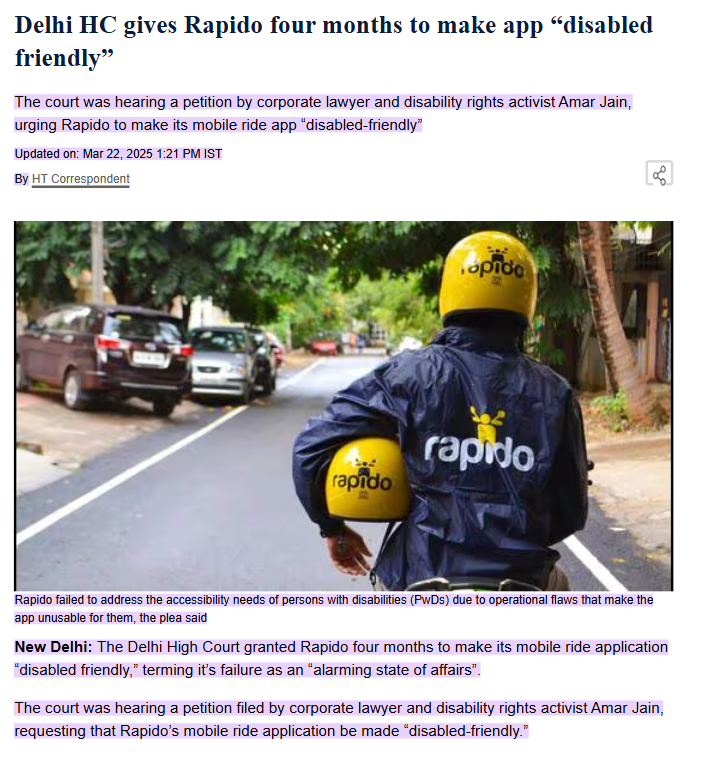 Delhi HC gives Rapido four months to make app “disabled
friendly”
The court was hearing a petition by corporate lawyer and disability rights activist Amar Jain,
urging Rapido to make its mobile ride app “disabled-friendly”
Updated on: Mar 22, 2025 1:21 PM IST
By HT Correspondent
rapido
rapido
rapido
Rapido failed to address the accessibility needs of persons with disabilities (PwDs) due to operational flaws that make the
app unusable for them, the plea said
New Delhi: The Delhi High Court granted Rapido four months to make its mobile ride application
“disabled friendly,” terming it’s failure as an “alarming state of affairs”.
The court was hearing a petition filed by corporate lawyer and disability rights activist Amar Jain,
requesting that Rapido’s mobile ride application be made “disabled-friendly.”